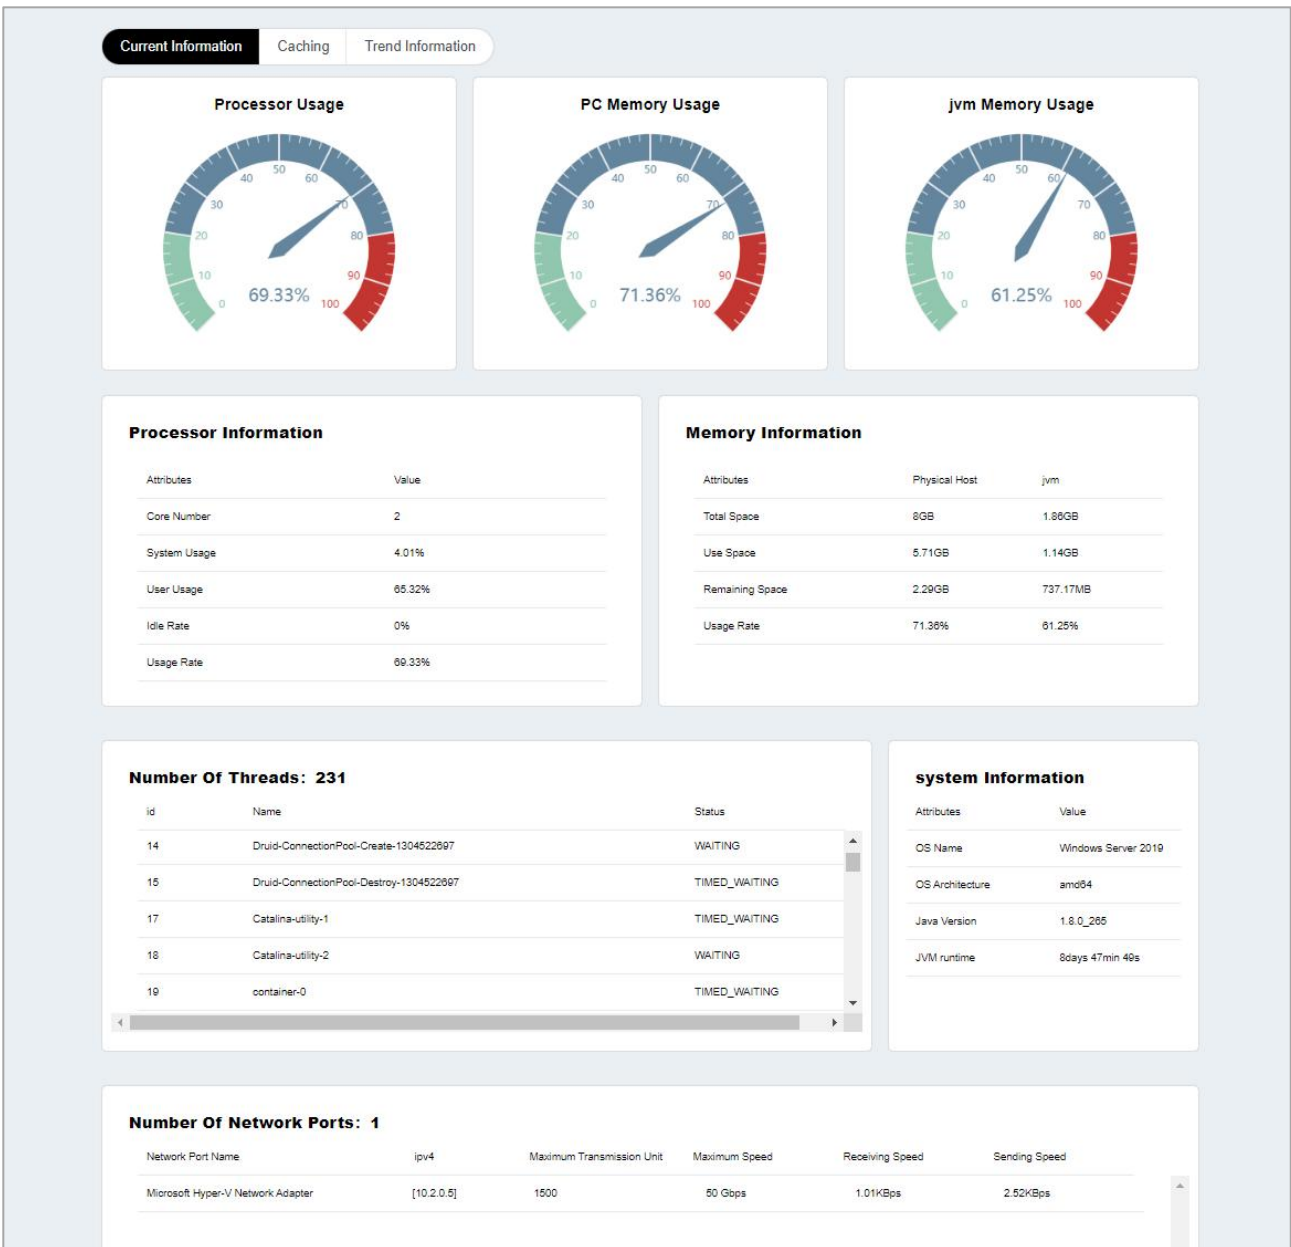 Current Information Caching Trend Information
Processor Usage
0 10 20 30 40 50 60 70 80 90 100
69.33%
PC Memory Usage
0 10 20 30 40 50 60 70 80 90 100
71.36%
jvm Memory Usage
0 10 20 30 40 50 60 70 80 90 100
61.25%
Processor Information
Attributes Value
Core Number 2
System Usage 4.01%
User Usage 65.32%
Idle Rate 0%
Usage Rate 69.33%
Memory Information
Attributes Physical Host jvm
Total Space 8GB 1.86GB
Use Space 5.71GB 1.14GB
Remaining Space 2.29GB 737.17MB
Usage Rate 71.36% 61.25%
Number Of Threads: 231
id Name Status
14 Druid-ConnectionPool-Create-1304522697 WAITING
15 Druid-ConnectionPool-Destroy-1304522697 TIMED_WAITING
17 Catalina-utility-1 TIMED_WAITING
18 Catalina-utility-2 WAITING
19 container-0 TIMED_WAITING
system Information
Attributes Value
OS Name Windows Server 2019
OS Architecture amd64
Java Version 1.8.0_265
JVM runtime 8days 47min 49s
Number Of Network Ports: 1
Network Port Name ipv4 Maximum Transmission Unit Maximum Speed Receiving Speed Sending Speed
Microsoft Hyper-V Network Adapter [10.2.0.5] 1500 50 Gbps 1.01KBps 2.52KBps